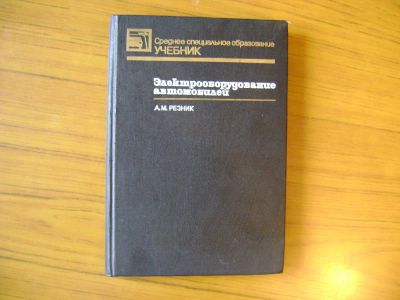 Среднее специальное образование
УЧЕБНИК
Электрооборудование
автомобилей
А.М. РЕЗНИК